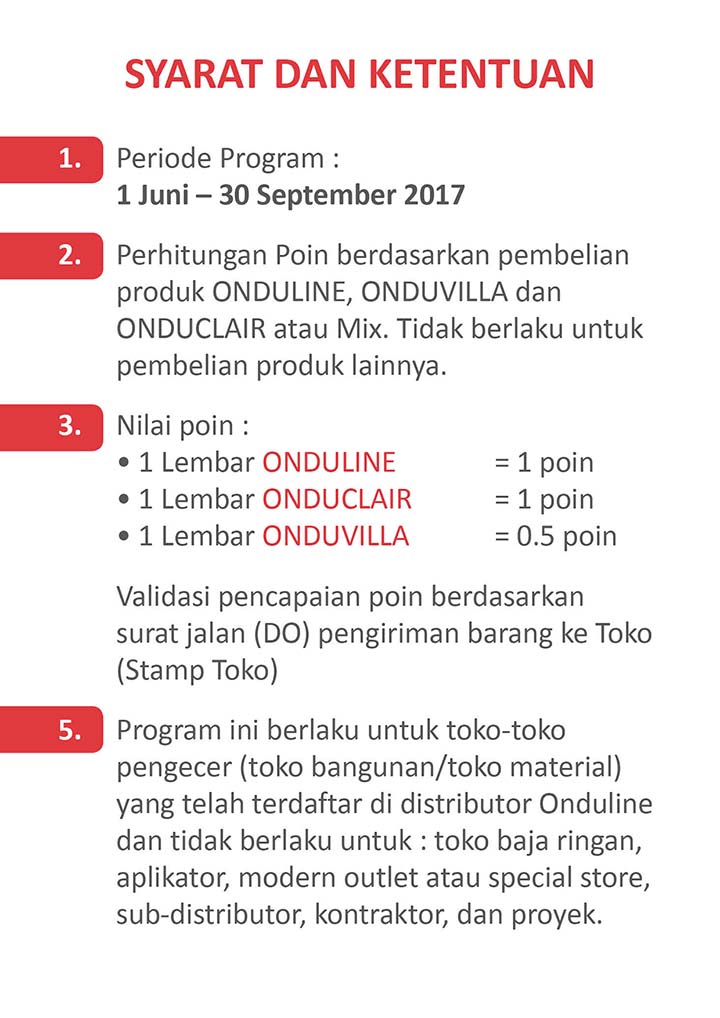 SYARAT DAN KETENTUAN
1. Periode Program :
1 Juni – 30 September 2017
2. Perhitungan Poin berdasarkan pembelian
produk ONDULINE, ONDUVILLA dan
ONDUCLAIR atau Mix. Tidak berlaku untuk
pembelian produk lainnya.
3. Nilai poin :
• 1 Lembar ONDULINE = 1 poin
• 1 Lembar ONDUCLAIR = 1 poin
• 1 Lembar ONDUVILLA = 0.5 poin
Validasi pencapaian poin berdasarkan
surat jalan (DO) pengiriman barang ke Toko
(Stamp Toko)
5. Program ini berlaku untuk toko-toko
pengecer (toko bangunan/toko material)
yang telah terdaftar di distributor Onduline
dan tidak berlaku untuk : toko baja ringan,
aplikator, modern outlet atau special store,
sub-distributor, kontraktor, dan proyek.